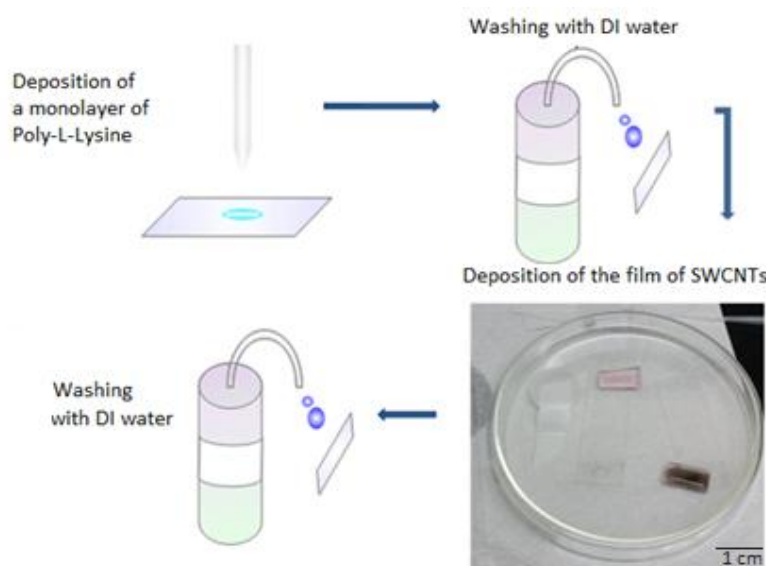 Deposition of
a monolayer of
Poly-L-Lysine
Washing with DI water
Deposition of the film of SWCNTs
Washing
with DI water
1 cm